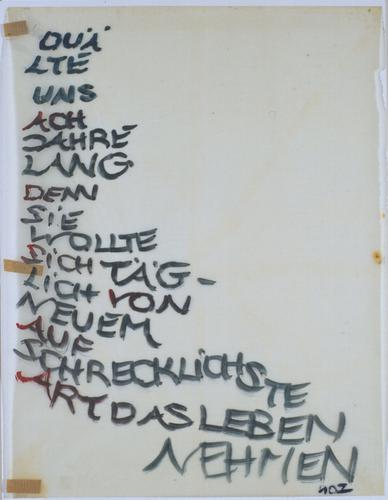 QUÄ
LTE
UNS
ACH
JAHRE
LANG
DENN
SIE
WOLLTE
SICH TÄG-
LICH VON
NEUEM
AUF
SCHRECKLICHSTE
ART DAS LEBEN
NEHMEN